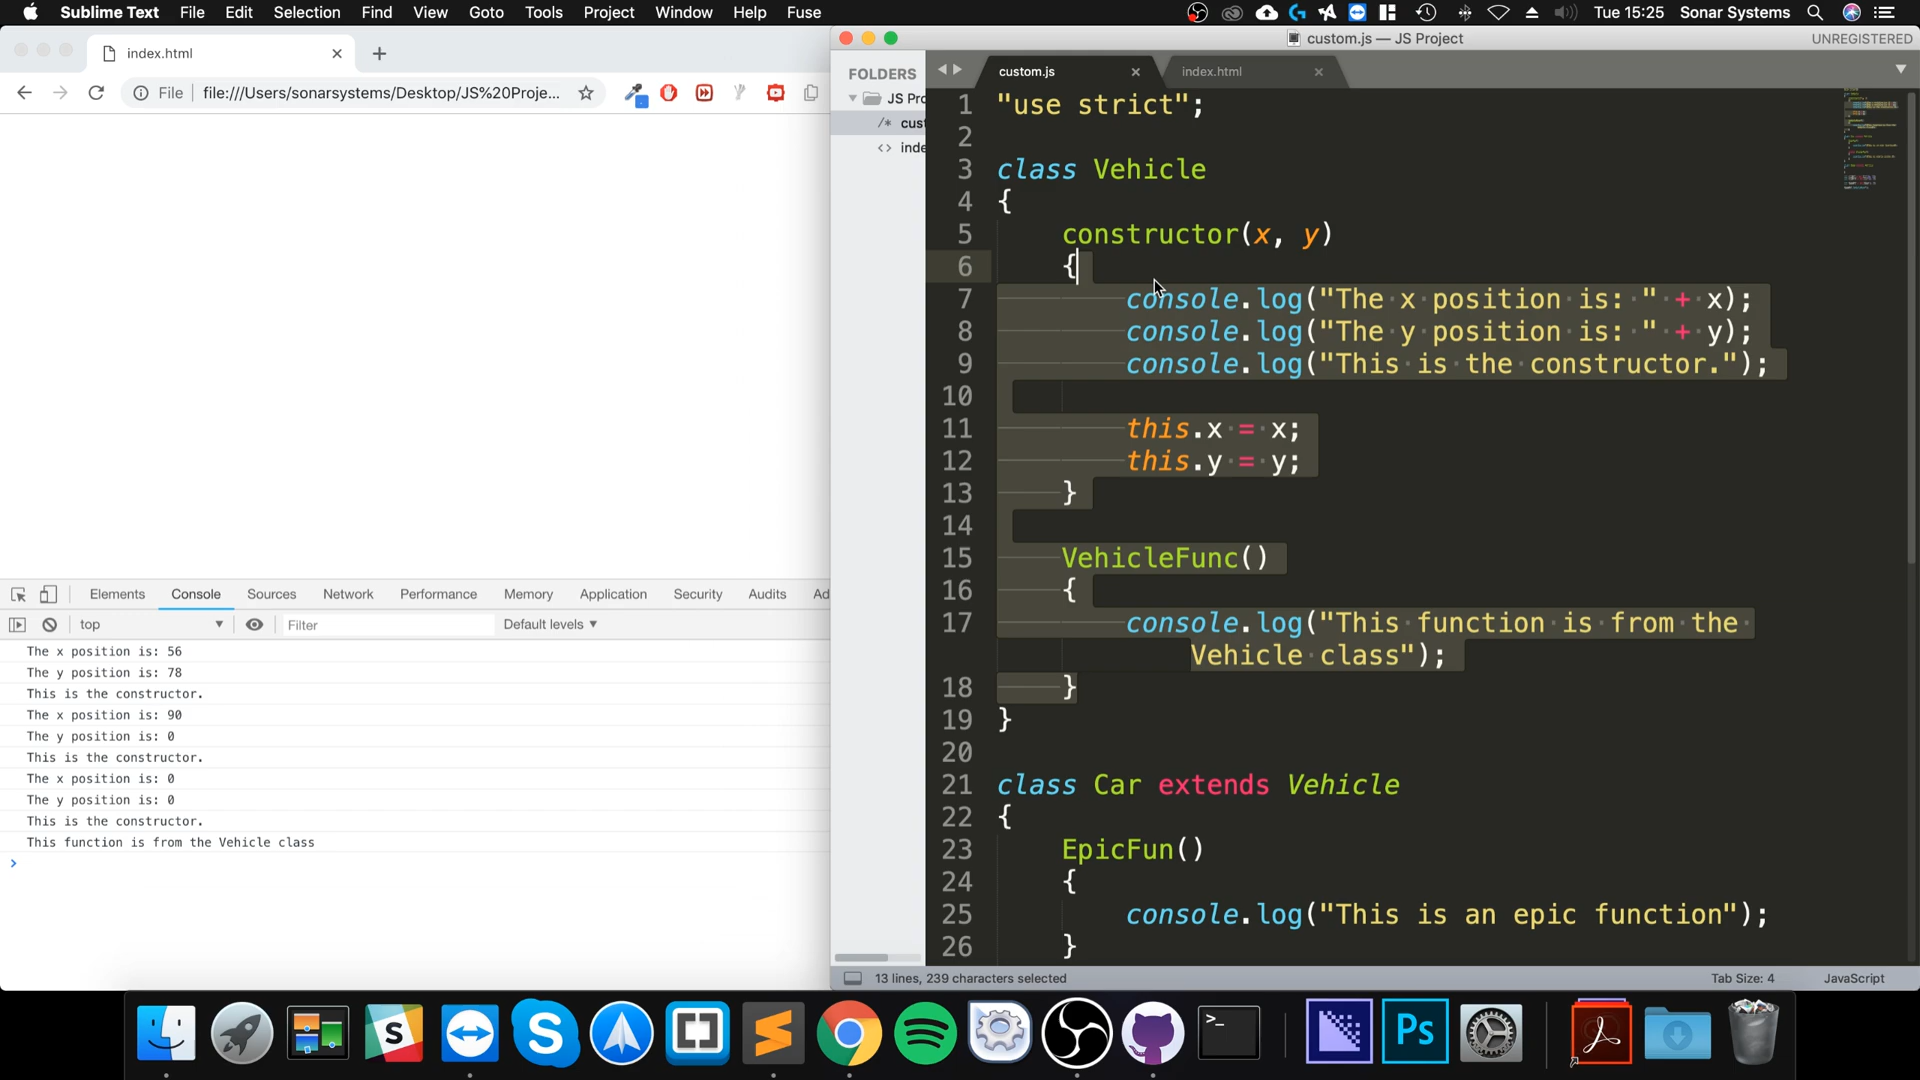 Sublime Text File Edit Selection Find View Goto Tools Project Window Help Fuse
Tue 15:25 Sonar Systems
index.html
File file:///Users/sonarsystems/Desktop/JS%20Proje...
Elements Console Sources Network Performance Memory Application Security Audits Ad
top Filter Default levels
The x position is: 56
The y position is: 78
This is the constructor.
The x position is: 90
The y position is: 0
This is the constructor.
The x position is: 0
The y position is: 0
This is the constructor.
This function is from the Vehicle class
>
custom.js — JS Project UNREGISTERED
FOLDERS
JS Pro
/* cust
<> inde
custom.js index.html
1 "use strict";
2
3 class Vehicle
4 {
5 constructor(x, y)
6 {
7 console.log("The x position is: " + x);
8 console.log("The y position is: " + y);
9 console.log("This is the constructor.");
10
11 this.x = x;
12 this.y = y;
13 }
14
15 VehicleFunc()
16 {
17 console.log("This function is from the
Vehicle class");
18 }
19 }
20
21 class Car extends Vehicle
22 {
23 EpicFun()
24 {
25 console.log("This is an epic function");
26 }
13 lines, 239 characters selected Tab Size: 4 JavaScript
S
S
>_
Ps